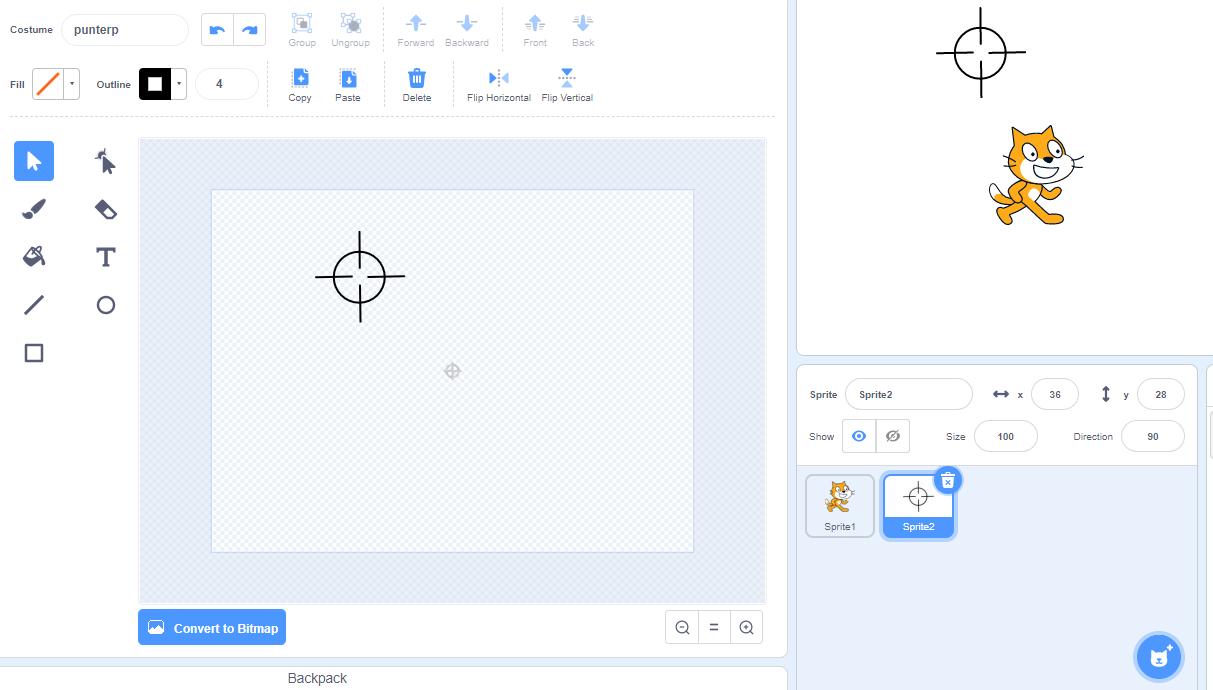 Costume punterp
Group Ungroup Forward Backward Front Back
Fill Outline 4
Copy Paste Delete Flip Horizontal Flip Vertical
Convert to Bitmap
Backpack
Sprite Sprite2 x 36 y 28
Show Size 100 Direction 90
Sprite1 Sprite2